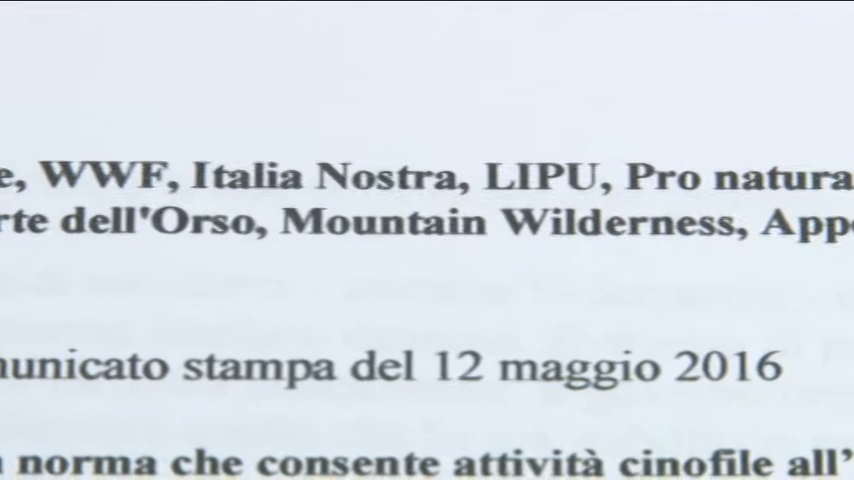 e, WWF, Italia Nostra, LIPU, Pro natura
rte dell'Orso, Mountain Wilderness, App
municato stampa del 12 maggio 2016
norma che consente attività cinofile all'